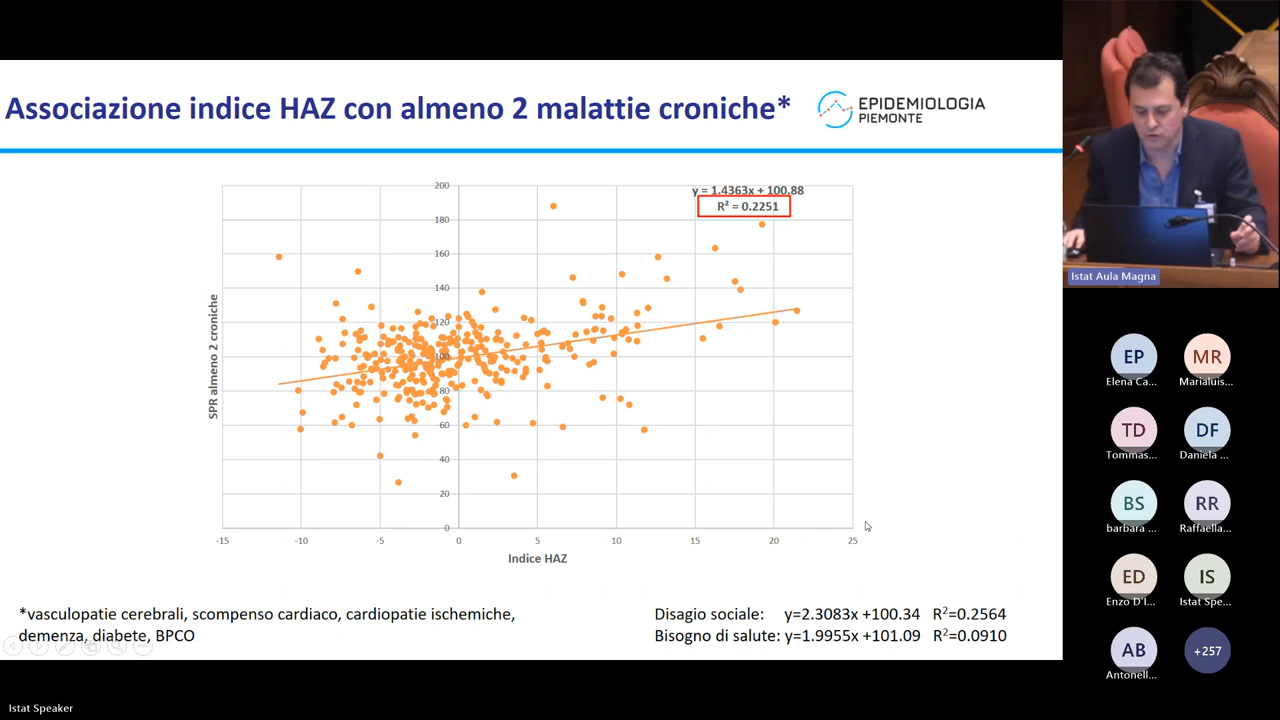 Associazione indice HAZ con almeno 2 malattie croniche*
EPIDEMIOLOGIA
PIEMONTE
y = 1.4363x + 100.88
R² = 0.2251
200
180
160
140
120
100
80
60
40
20
0
-15 -10 -5 0 5 10 15 20 25
SPR almeno 2 croniche
Indice HAZ
*vasculopatie cerebrali, scompenso cardiaco, cardiopatie ischemiche,
demenza, diabete, BPCO
Disagio sociale: y=2.3083x +100.34 R²=0.2564
Bisogno di salute: y=1.9955x +101.09 R²=0.0910
Istat Aula Magna
EP MR
Elena Ca... Marialuis...
TD DF
Tommas... Daniela ...
BS RR
barbara ... Raffaella...
ED IS
Enzo D'I... Istat Spe...
AB +257
Antonell...
Istat Speaker